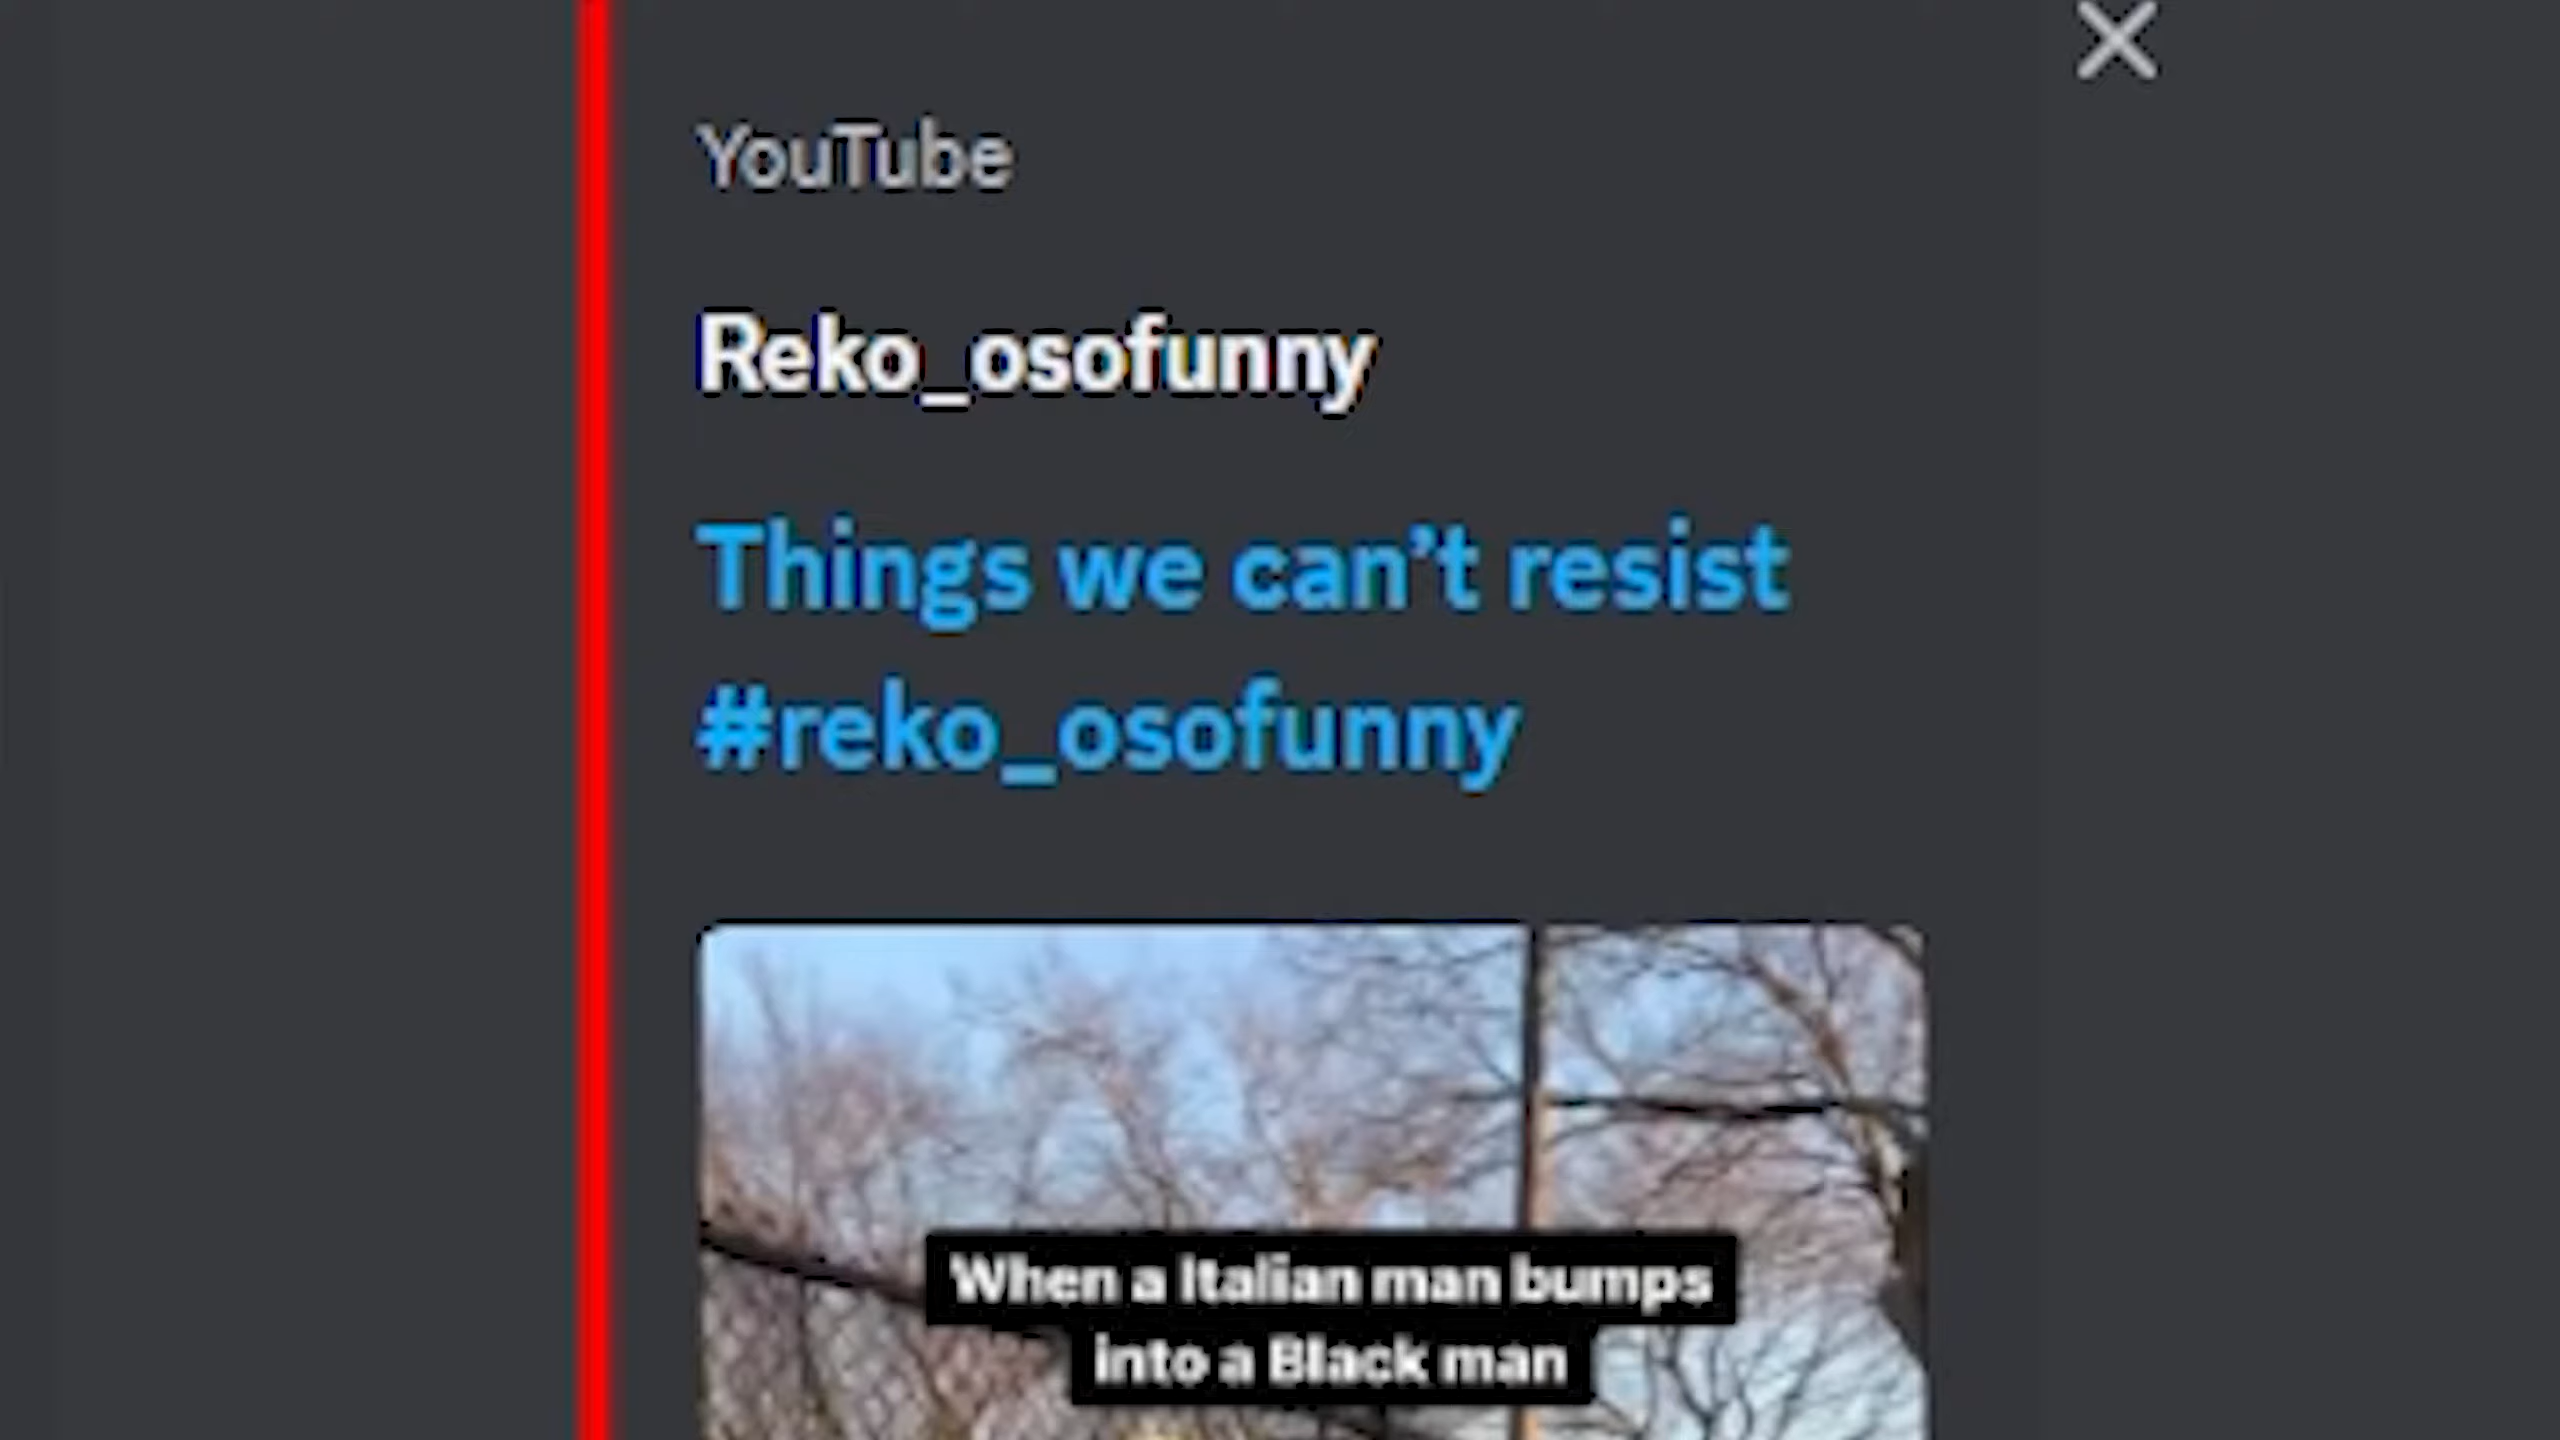 YouTube
Reko_osofunny
Things we can’t resist
#reko_osofunny
When a Italian man bumps
into a Black man